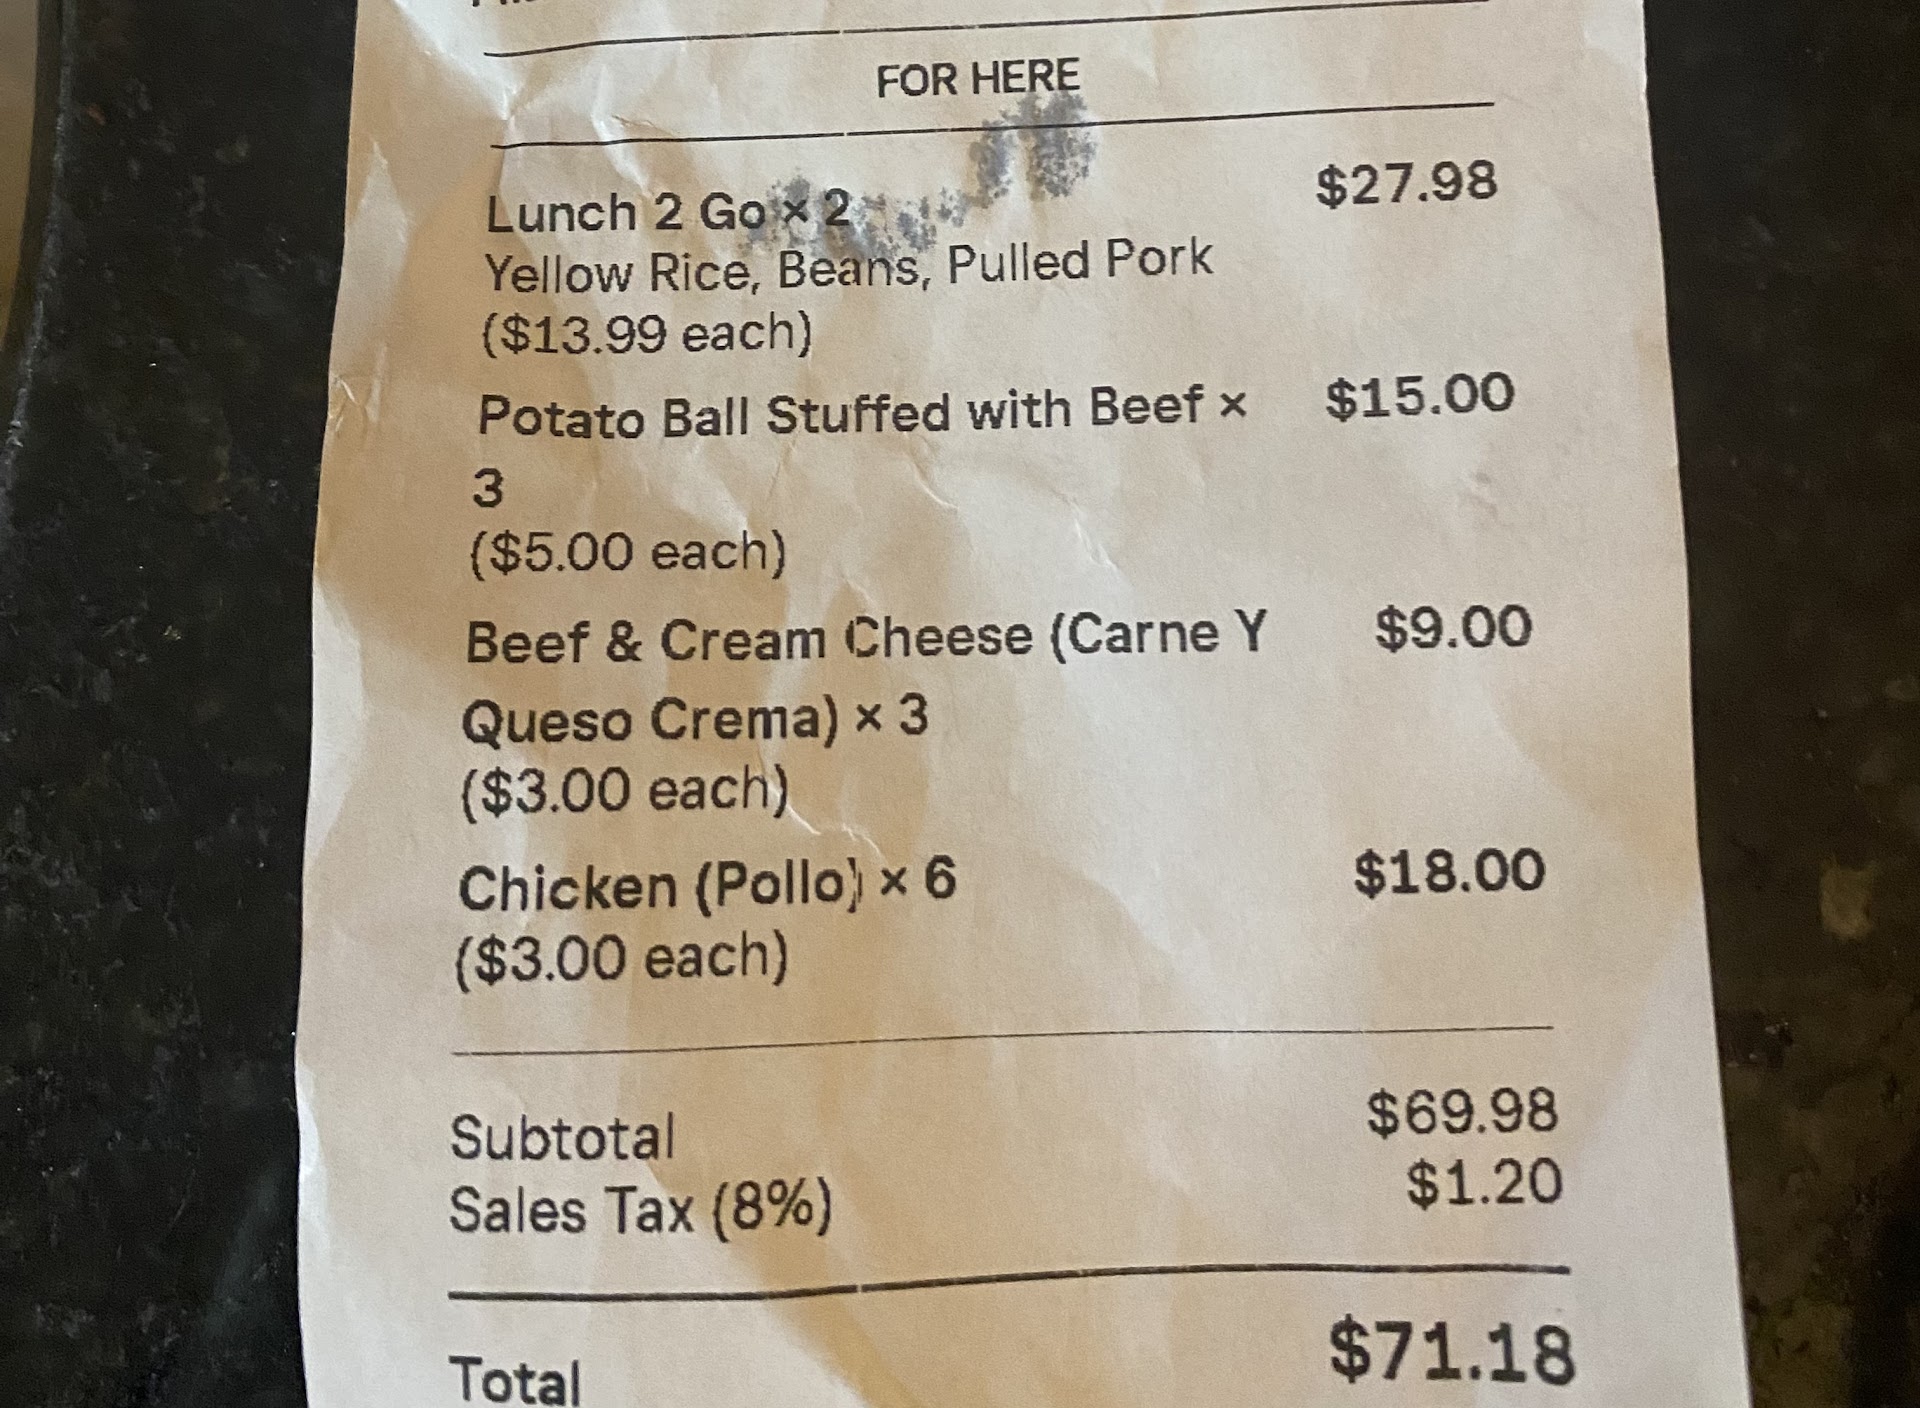 FOR HERE
Lunch 2 Go × 2 $27.98
Yellow Rice, Beans, Pulled Pork
($13.99 each)
Potato Ball Stuffed with Beef × $15.00
3
($5.00 each)
Beef & Cream Cheese (Carne Y $9.00
Queso Crema) × 3
($3.00 each)
Chicken (Pollo) × 6 $18.00
($3.00 each)
Subtotal $69.98
Sales Tax (8%) $1.20
Total $71.18